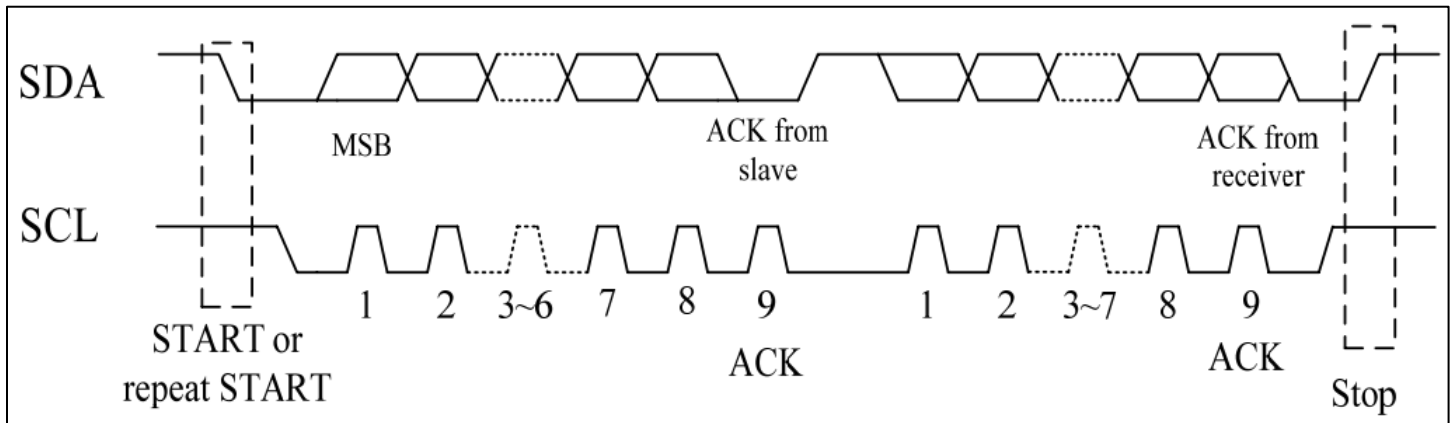 SDA
MSB
ACK from
slave
ACK from
receiver
SCL
1 2 3~6 7 8 9 1 2 3~7 8 9
START or
repeat START
ACK
ACK
Stop